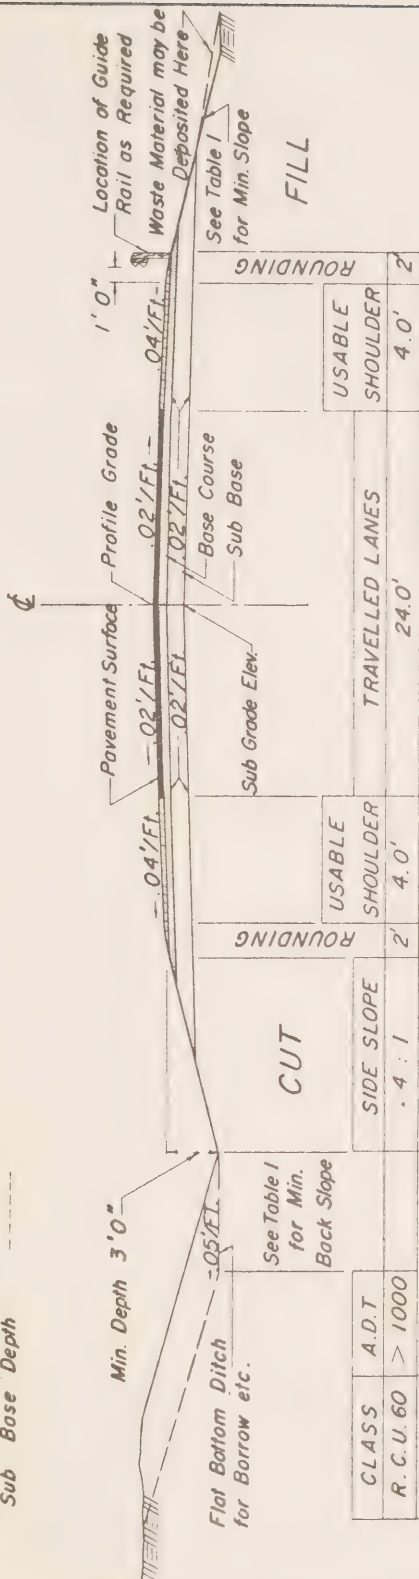 Sub Base Depth
Min. Depth 3'0"
Flat Bottom Ditch
for Borrow etc.
.05'/Ft.
See Table I
for Min.
Back Slope
CUT
ROUNDING
.04'/Ft.
Pavement Surface
℄
Profile Grade
.02'/Ft.
.02'/Ft.
.02'/Ft.
.02'/Ft.
.04'/Ft.
Sub Grade Elev.
Base Course
Sub Base
1'0"
Location of Guide
Rail as Required
Waste Material may be
Deposited Here
See Table I
for Min. Slope
FILL
ROUNDING
CLASS A.D.T
R.C.U.60 > 1000
SIDE SLOPE
4 : 1
2'
USABLE
SHOULDER
4.0'
TRAVELLED LANES
24.0'
USABLE
SHOULDER
4.0'
2'